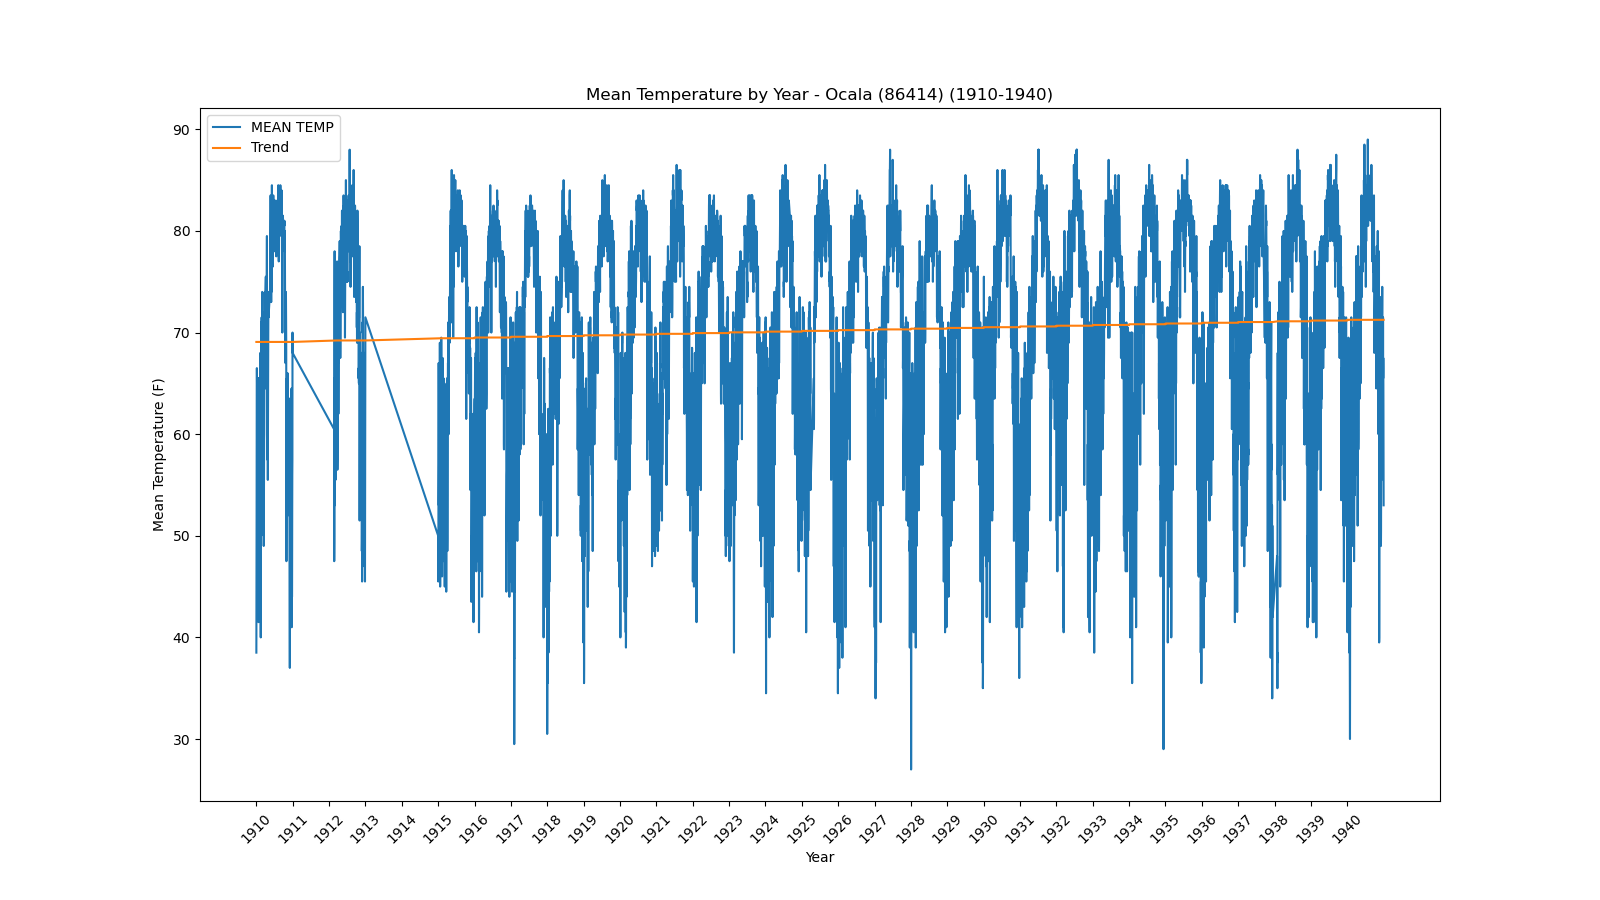 Mean Temperature by Year - Ocala (86414) (1910-1940)
MEAN TEMP
Trend
Mean Temperature (F)
90
80
70
60
50
40
30
1910 1911 1912 1913 1914 1915 1916 1917 1918 1919 1920 1921 1922 1923 1924 1925 1926 1927 1928 1929 1930 1931 1932 1933 1934 1935 1936 1937 1938 1939 1940
Year